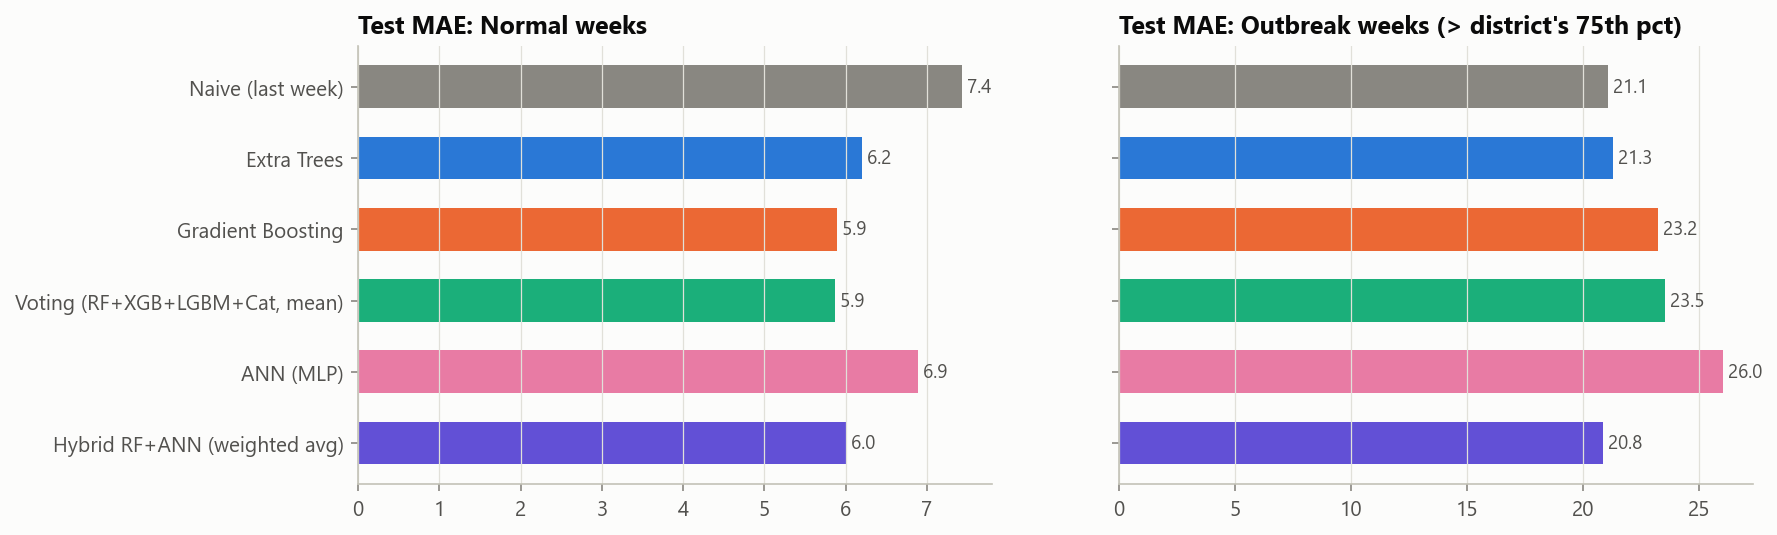 Test MAE: Normal weeks
Naive (last week)
7.4
Extra Trees
6.2
Gradient Boosting
5.9
Voting (RF+XGB+LGBM+Cat, mean)
5.9
ANN (MLP)
6.9
Hybrid RF+ANN (weighted avg)
6.0
0 1 2 3 4 5 6 7
Test MAE: Outbreak weeks (> district's 75th pct)
21.1
21.3
23.2
23.5
26.0
20.8
0 5 10 15 20 25